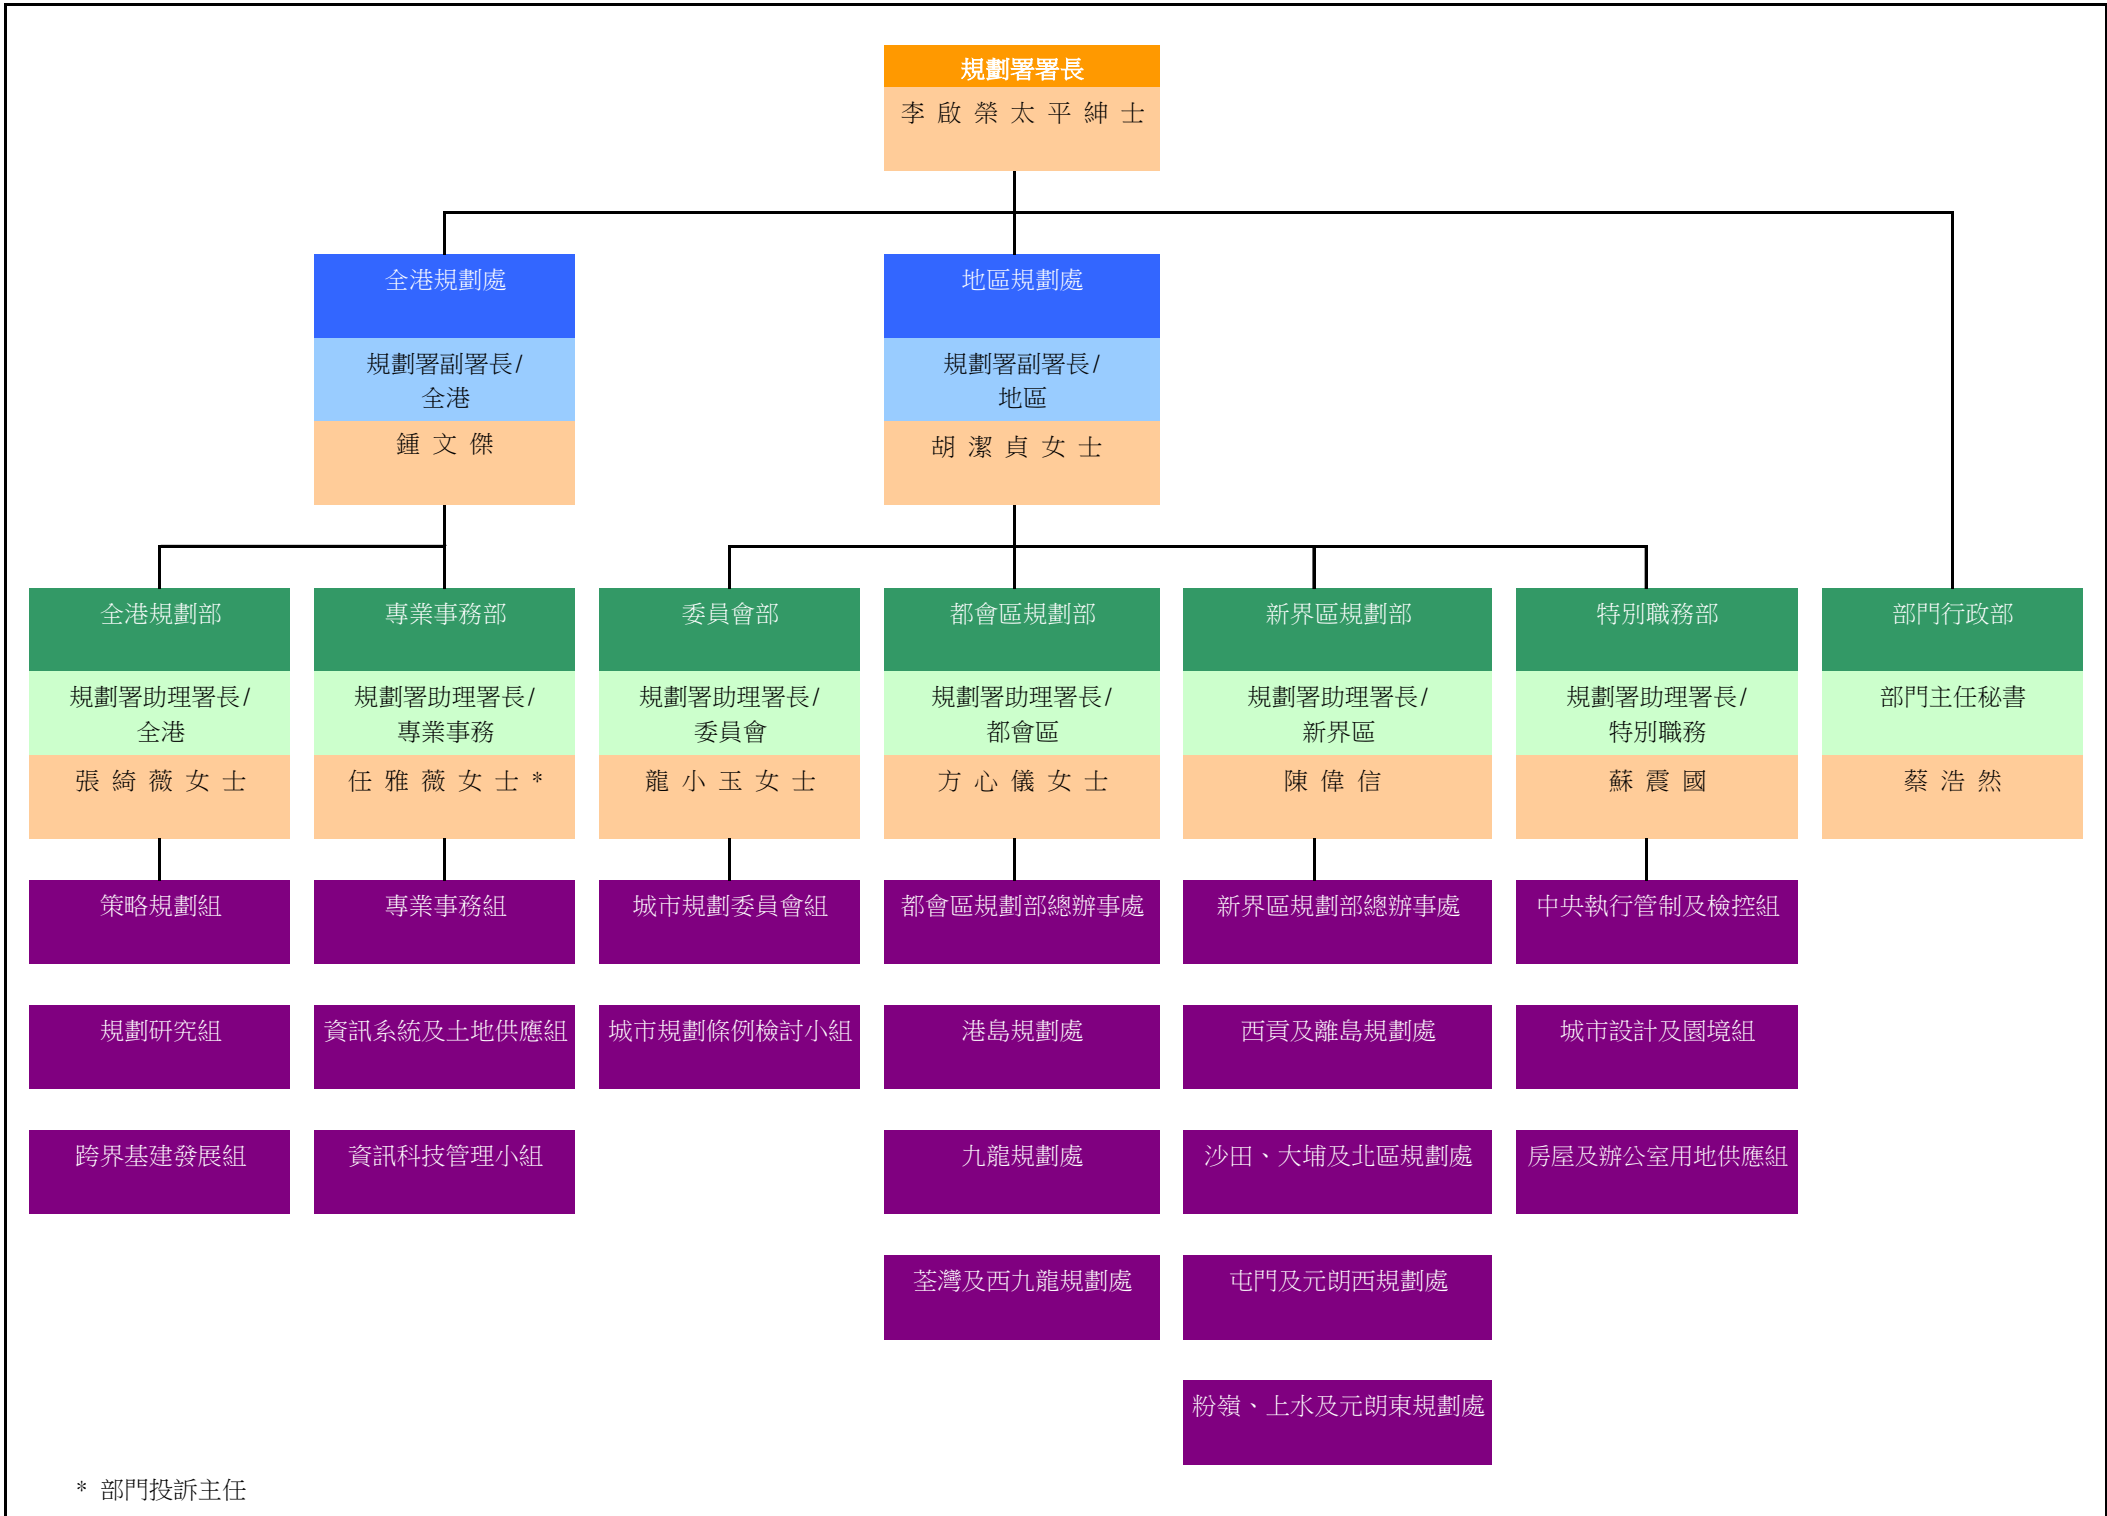 規劃署署長
李啟榮太平紳士
全港規劃處
地區規劃處
規劃署副署長/
全港
規劃署副署長/
地區
鍾文傑
胡潔貞女士
全港規劃部
專業事務部
委員會部
都會區規劃部
新界區規劃部
特別職務部
部門行政部
規劃署助理署長/
全港
規劃署助理署長/
專業事務
規劃署助理署長/
委員會
規劃署助理署長/
都會區
規劃署助理署長/
新界區
規劃署助理署長/
特別職務
部門主任秘書
張綺薇女士
任雅薇女士*
龍小玉女士
方心儀女士
陳偉信
蘇震國
蔡浩然
策略規劃組
專業事務組
城市規劃委員會組
都會區規劃部總辦事處
新界區規劃部總辦事處
中央執行管制及檢控組
規劃研究組
資訊系統及土地供應組
城市規劃條例檢討小組
港島規劃處
西貢及離島規劃處
城市設計及園境組
跨界基建發展組
資訊科技管理小組
九龍規劃處
沙田、大埔及北區規劃處
房屋及辦公室用地供應組
荃灣及西九龍規劃處
屯門及元朗西規劃處
粉嶺、上水及元朗東規劃處
* 部門投訴主任